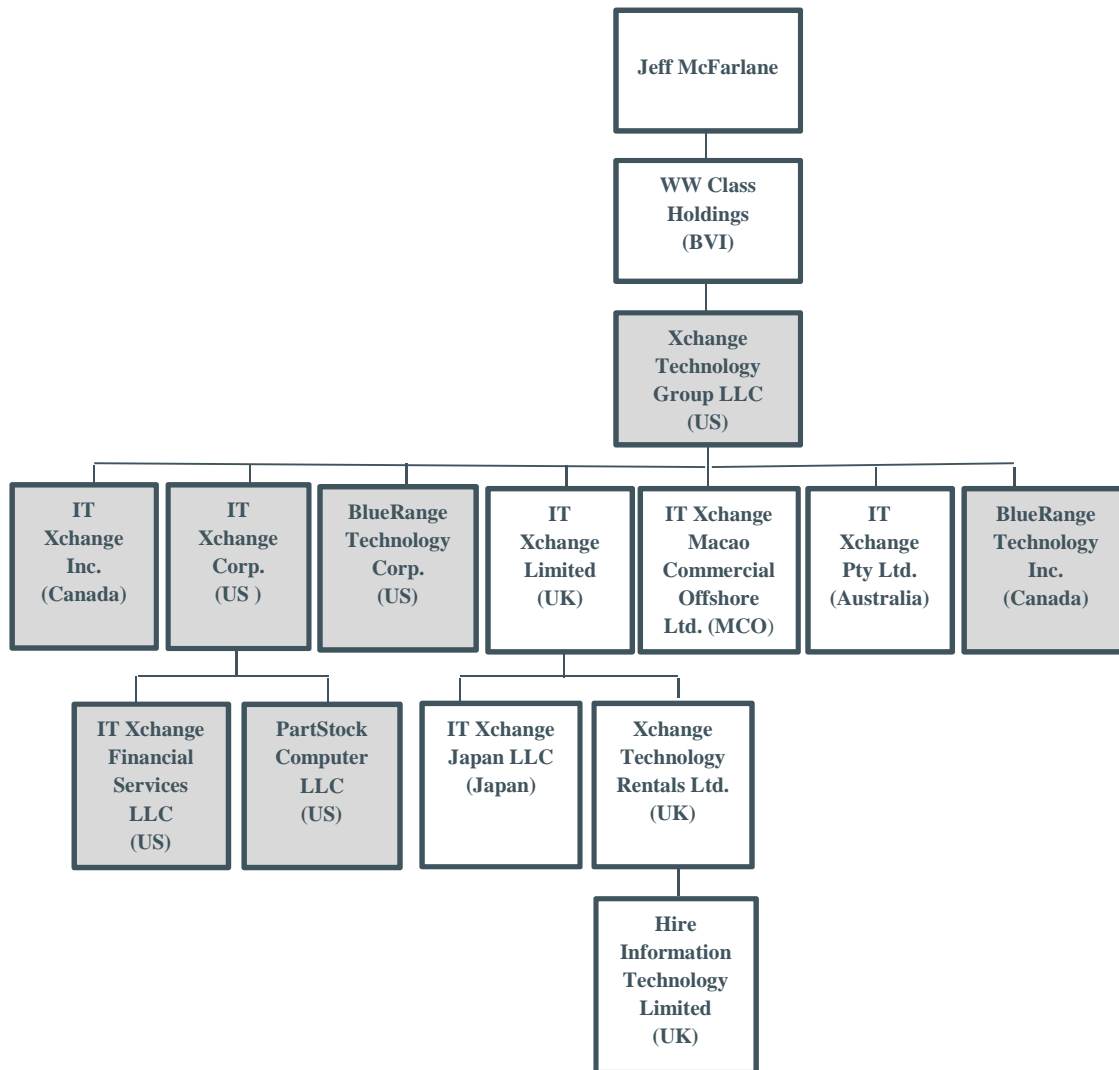 Jeff McFarlane
WW Class
Holdings
(BVI)
Xchange
Technology
Group LLC
(US)
IT
Xchange
Inc.
(Canada)
IT
Xchange
Corp.
(US )
BlueRange
Technology
Corp.
(US)
IT
Xchange
Limited
(UK)
IT Xchange
Macao
Commercial
Offshore
Ltd. (MCO)
IT
Xchange
Pty Ltd.
(Australia)
BlueRange
Technology
Inc.
(Canada)
IT Xchange
Financial
Services
LLC
(US)
PartStock
Computer
LLC
(US)
IT Xchange
Japan LLC
(Japan)
Xchange
Technology
Rentals Ltd.
(UK)
Hire
Information
Technology
Limited
(UK)